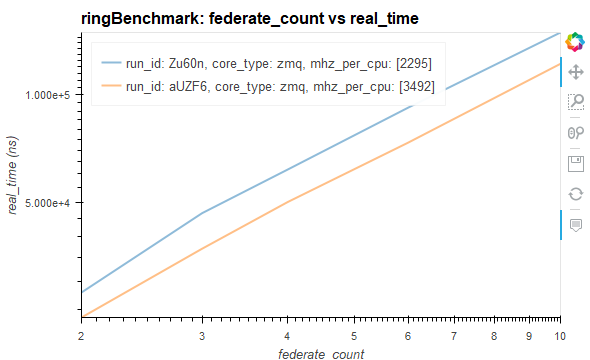 ringBenchmark: federate_count vs real_time
run_id: Zu60n, core_type: zmq, mhz_per_cpu: [2295]
run_id: aUZF6, core_type: zmq, mhz_per_cpu: [3492]
1.000e+5
5.000e+4
real_time (ns)
2 3 4 5 6 7 8 9 10
federate_count